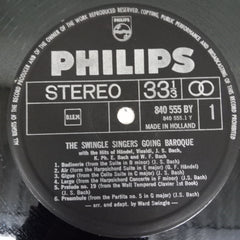 PHILIPS
STEREO 33⅓
B.I.E.M.
840 555 BY
840 555.1 Y
MADE IN HOLLAND
1
THE SWINGLE SINGERS GOING BAROQUE
with the Hits of Händel, Vivaldi, J. S. Bach,
K. Ph. E. Bach and W. F. Bach
1. Badinerie (from the Suite in B minor) (J. S. Bach)
2. Air (form the Harpsichord Suite in E) (G. F. Händel)
3. Gigue (from the Cello Suite in C major) (J. S. Bach)
4. Largo (from the Harpsichord Concerto in F minor) (J. S. Bach)
5. Prelude no. 19 (from the Wall Tempered Clavier 1st Book)
(J. S. Bach)
6. Praeambule (from the Partita no. 5 in G major) (J. S. Bach)
arr. and adapt. by Ward Swingle